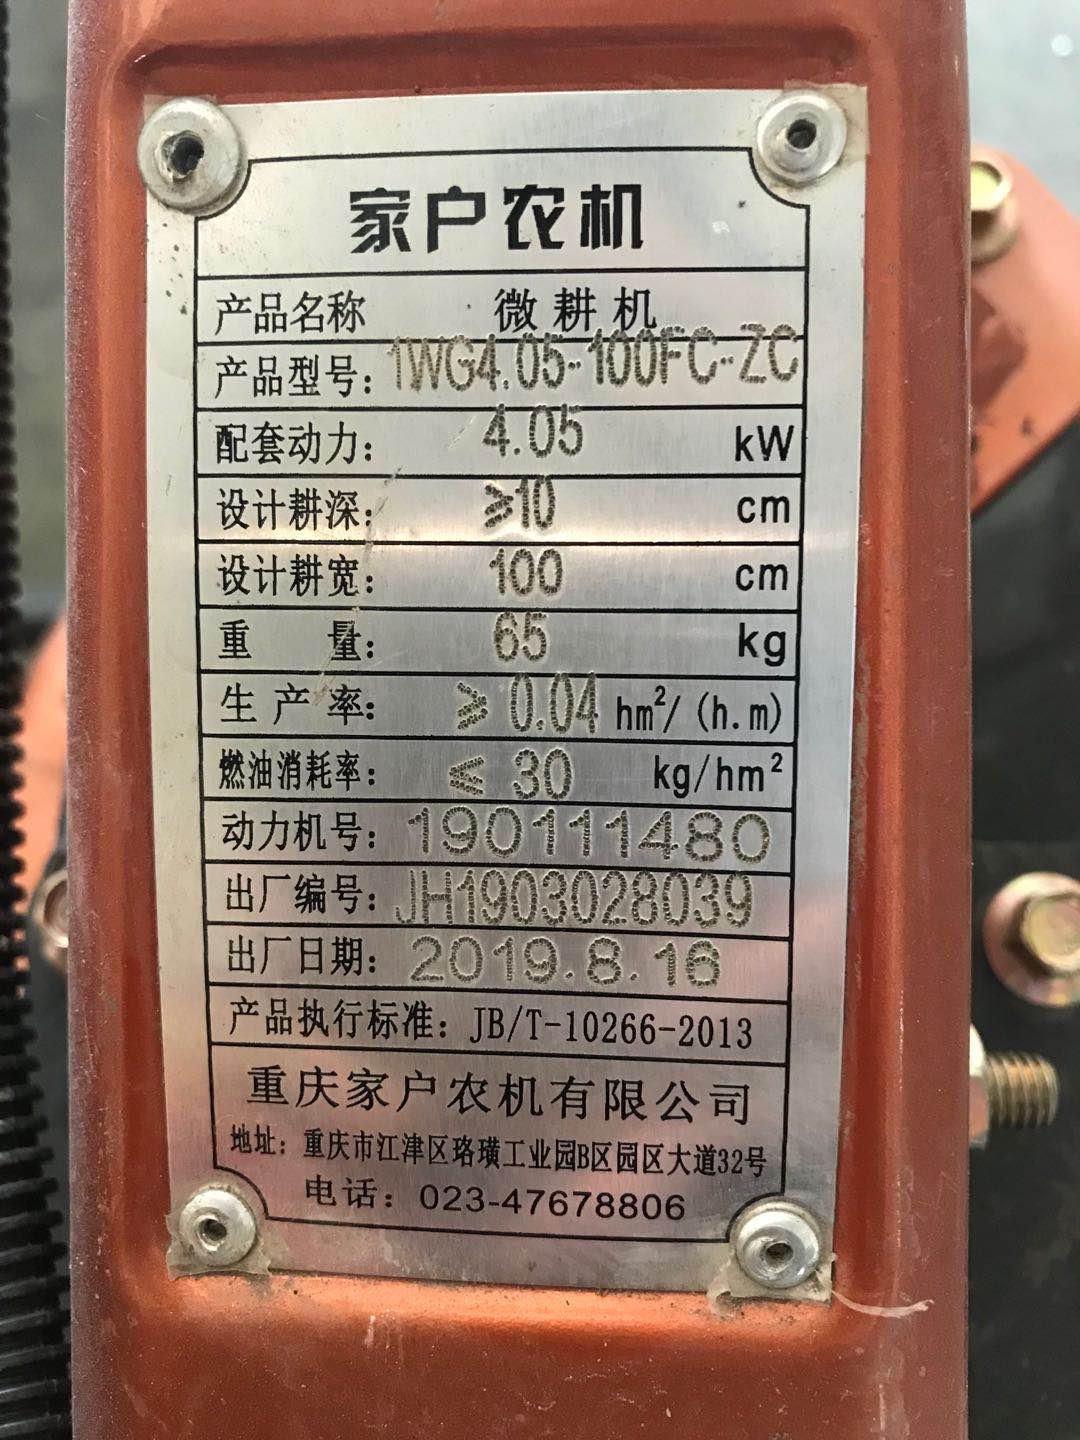 家户农机
产品名称 微耕机
产品型号: 1WG4.05-100FC-ZC
配套动力: 4.05 kW
设计耕深: ≥10 cm
设计耕宽: 100 cm
重 量: 65 kg
生产率: ≥0.04 hm²/(h.m)
燃油消耗率: ≤30 kg/hm²
动力机号: 190111480
出厂编号: JH1903028039
出厂日期: 2019.8.16
产品执行标准: JB/T-10266-2013
重庆家户农机有限公司
地址: 重庆市江津区珞璜工业园B区园区大道32号
电话: 023-47678806